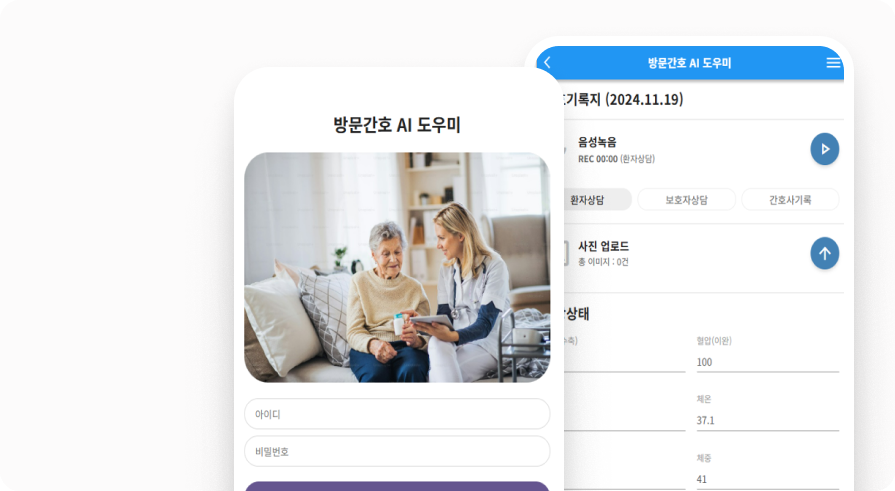 방문간호 AI 도우미
아이디
비밀번호
방문간호 AI 도우미
기록지 (2024.11.19)
음성녹음
REC 00:00 (환자상담)
환자상담
보호자상담
간호사기록
사진 업로드
총 이미지 : 0건
상태
혈압(이완)
100
체온
37.1
체중
41